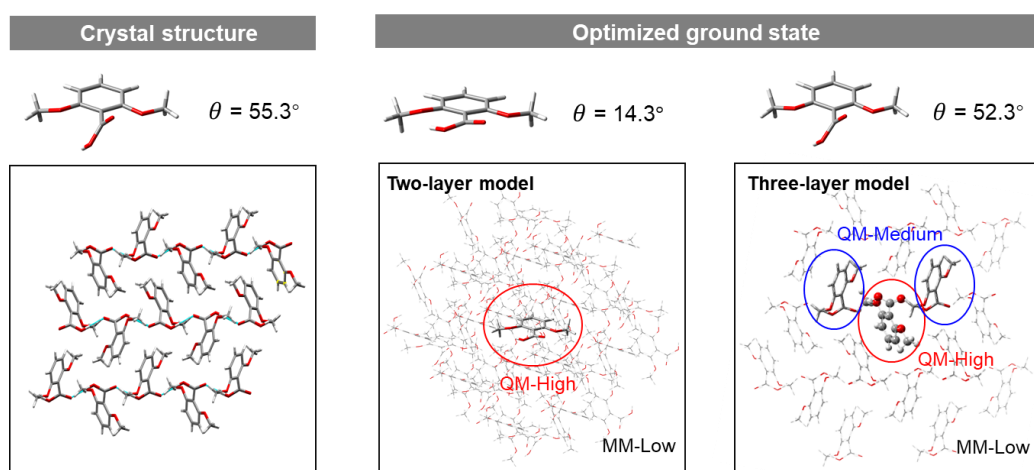 Crystal structure
Optimized ground state
θ = 55.3°
θ = 14.3°
θ = 52.3°
Two-layer model
QM-High
MM-Low
Three-layer model
QM-Medium
QM-High
MM-Low